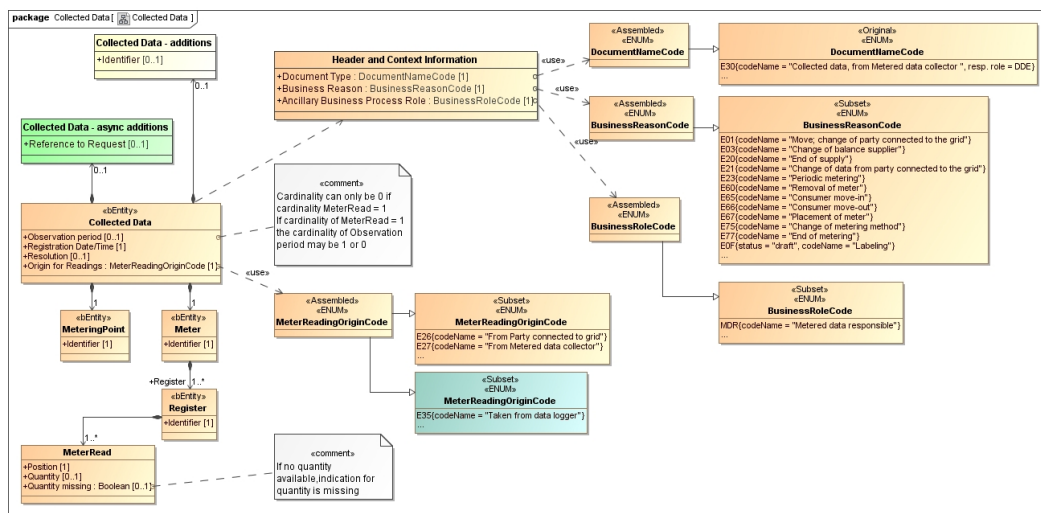 package Collected Data [ Collected Data ]
Collected Data - additions
+Identifier [0..1]
0..1
Collected Data - async additions
+Reference to Request [0..1]
0..1
Header and Context Information
+Document Type : DocumentNameCode [1]
+Business Reason : BusinessReasonCode [1]
+Ancillary Business Process Role : BusinessRoleCode [1]
«use»
«use»
«use»
«Assembled»
«ENUM»
DocumentNameCode
«Original»
«ENUM»
DocumentNameCode
E30{codeName = "Collected data, from Metered data collector ", resp. role = DDE}
...
«Assembled»
«ENUM»
BusinessReasonCode
«Subset»
«ENUM»
BusinessReasonCode
E01{codeName = "Move; change of party connected to the grid"}
E03{codeName = "Change of balance supplier"}
E20{codeName = "End of supply"}
E21{codeName = "Change of data from party connected to the grid"}
E23{codeName = "Periodic metering"}
E60{codeName = "Removal of meter"}
E65{codeName = "Consumer move-in"}
E66{codeName = "Consumer move-out"}
E67{codeName = "Placement of meter"}
E75{codeName = "Change of metering method"}
E77{codeName = "End of metering"}
E0F{status = "draft", codeName = "Labeling"}
...
«comment»
Cardinality can only be 0 if
cardinality MeterRead = 1
If cardinality of MeterRead = 1
the cardinality of Observation
period may be 1 or 0
«bEntity»
Collected Data
+Observation period [0..1]
+Registration Date/Time [1]
+Resolution [0..1]
+Origin for Readings : MeterReadingOriginCode [1]
«use»
«Assembled»
«ENUM»
BusinessRoleCode
«Subset»
«ENUM»
BusinessRoleCode
MDR{codeName = "Metered data responsible"}
...
1
1
«bEntity»
MeteringPoint
+Identifier [1]
«bEntity»
Meter
+Identifier [1]
«Assembled»
«ENUM»
MeterReadingOriginCode
«Subset»
«ENUM»
MeterReadingOriginCode
E26{codeName = "From Party connected to grid"}
E27{codeName = "From Metered data collector"}
...
«Subset»
«ENUM»
MeterReadingOriginCode
E35{codeName = "Taken from data logger"}
...
+Register 1..*
«bEntity»
Register
+Identifier [1]
1..*
MeterRead
+Position [1]
+Quantity [0..1]
+Quantity missing : Boolean [0..1]
«comment»
If no quantity
available,indication for
quantity is missing